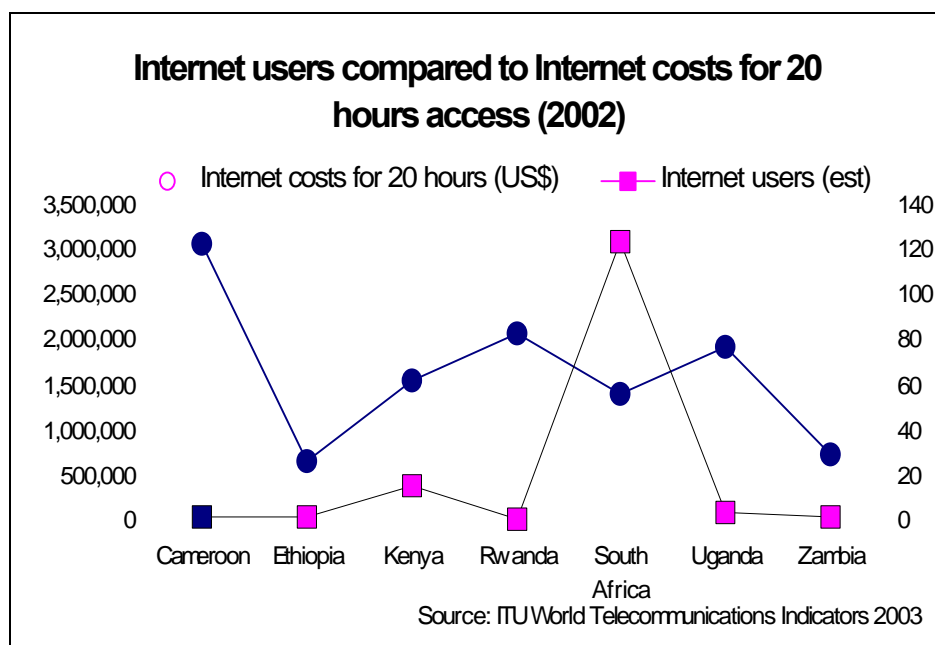 Internet users compared to Internet costs for 20
hours access (2002)
Internet costs for 20 hours (US$) Internet users (est)
3,500,000 140
3,000,000 120
2,500,000 100
2,000,000 80
1,500,000 60
1,000,000 40
500,000 20
0 0
Cameroon Ethiopia Kenya Rwanda South Uganda Zambia
Africa
Source: ITU World Telecommunications Indicators 2003